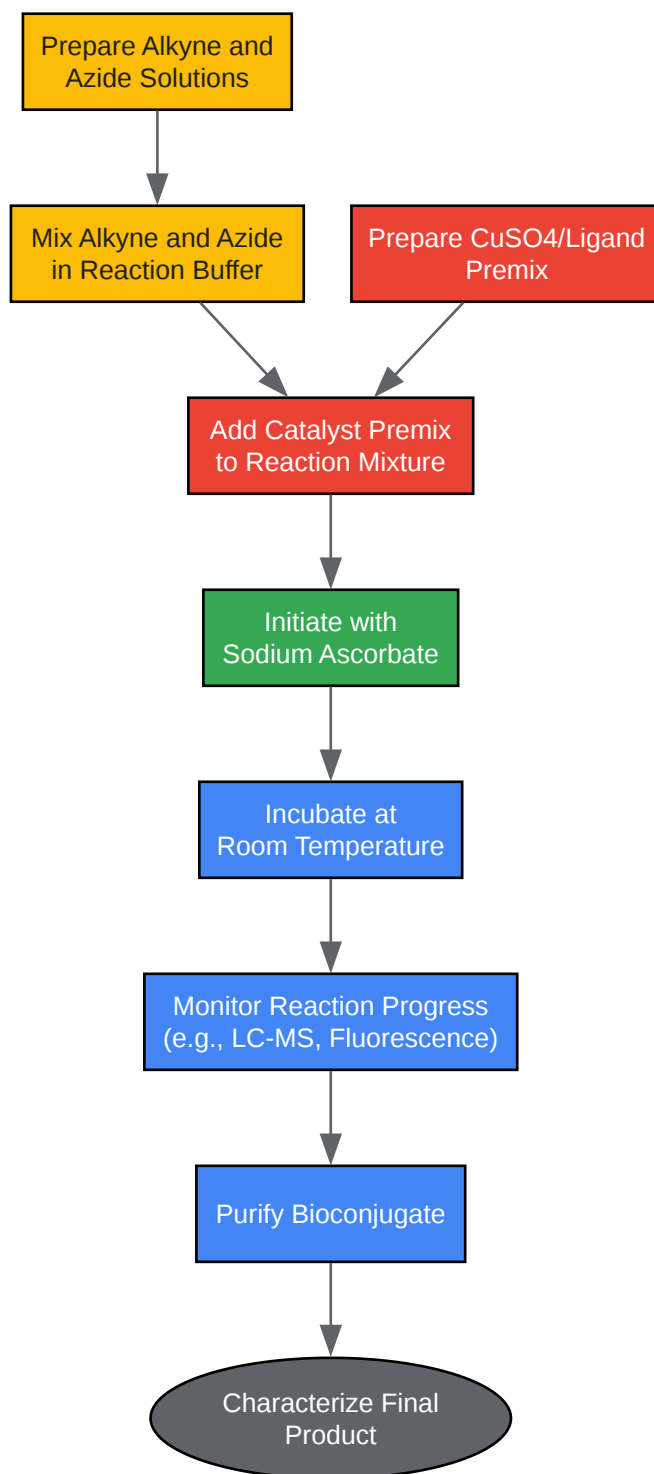 Prepare Alkyne and
Azide Solutions
Mix Alkyne and Azide
in Reaction Buffer
Prepare CuSO4/Ligand
Premix
Add Catalyst Premix
to Reaction Mixture
Initiate with
Sodium Ascorbate
Incubate at
Room Temperature
Monitor Reaction Progress
(e.g., LC-MS, Fluorescence)
Purify Bioconjugate
Characterize Final
Product